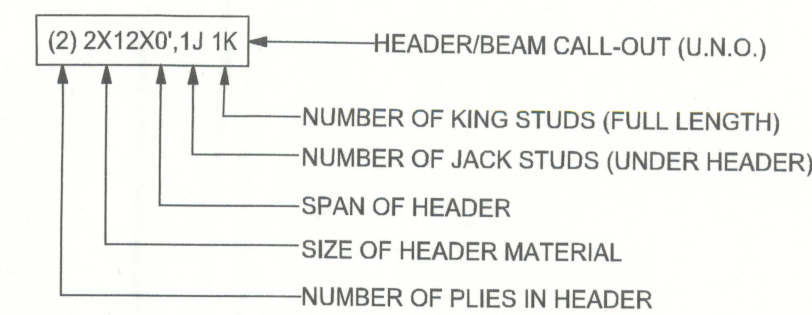 (2) 2X12X0',1J 1K HEADER/BEAM CALL-OUT (U.N.O.)
NUMBER OF KING STUDS (FULL LENGTH)
NUMBER OF JACK STUDS (UNDER HEADER)
SPAN OF HEADER
SIZE OF HEADER MATERIAL
NUMBER OF PLIES IN HEADER